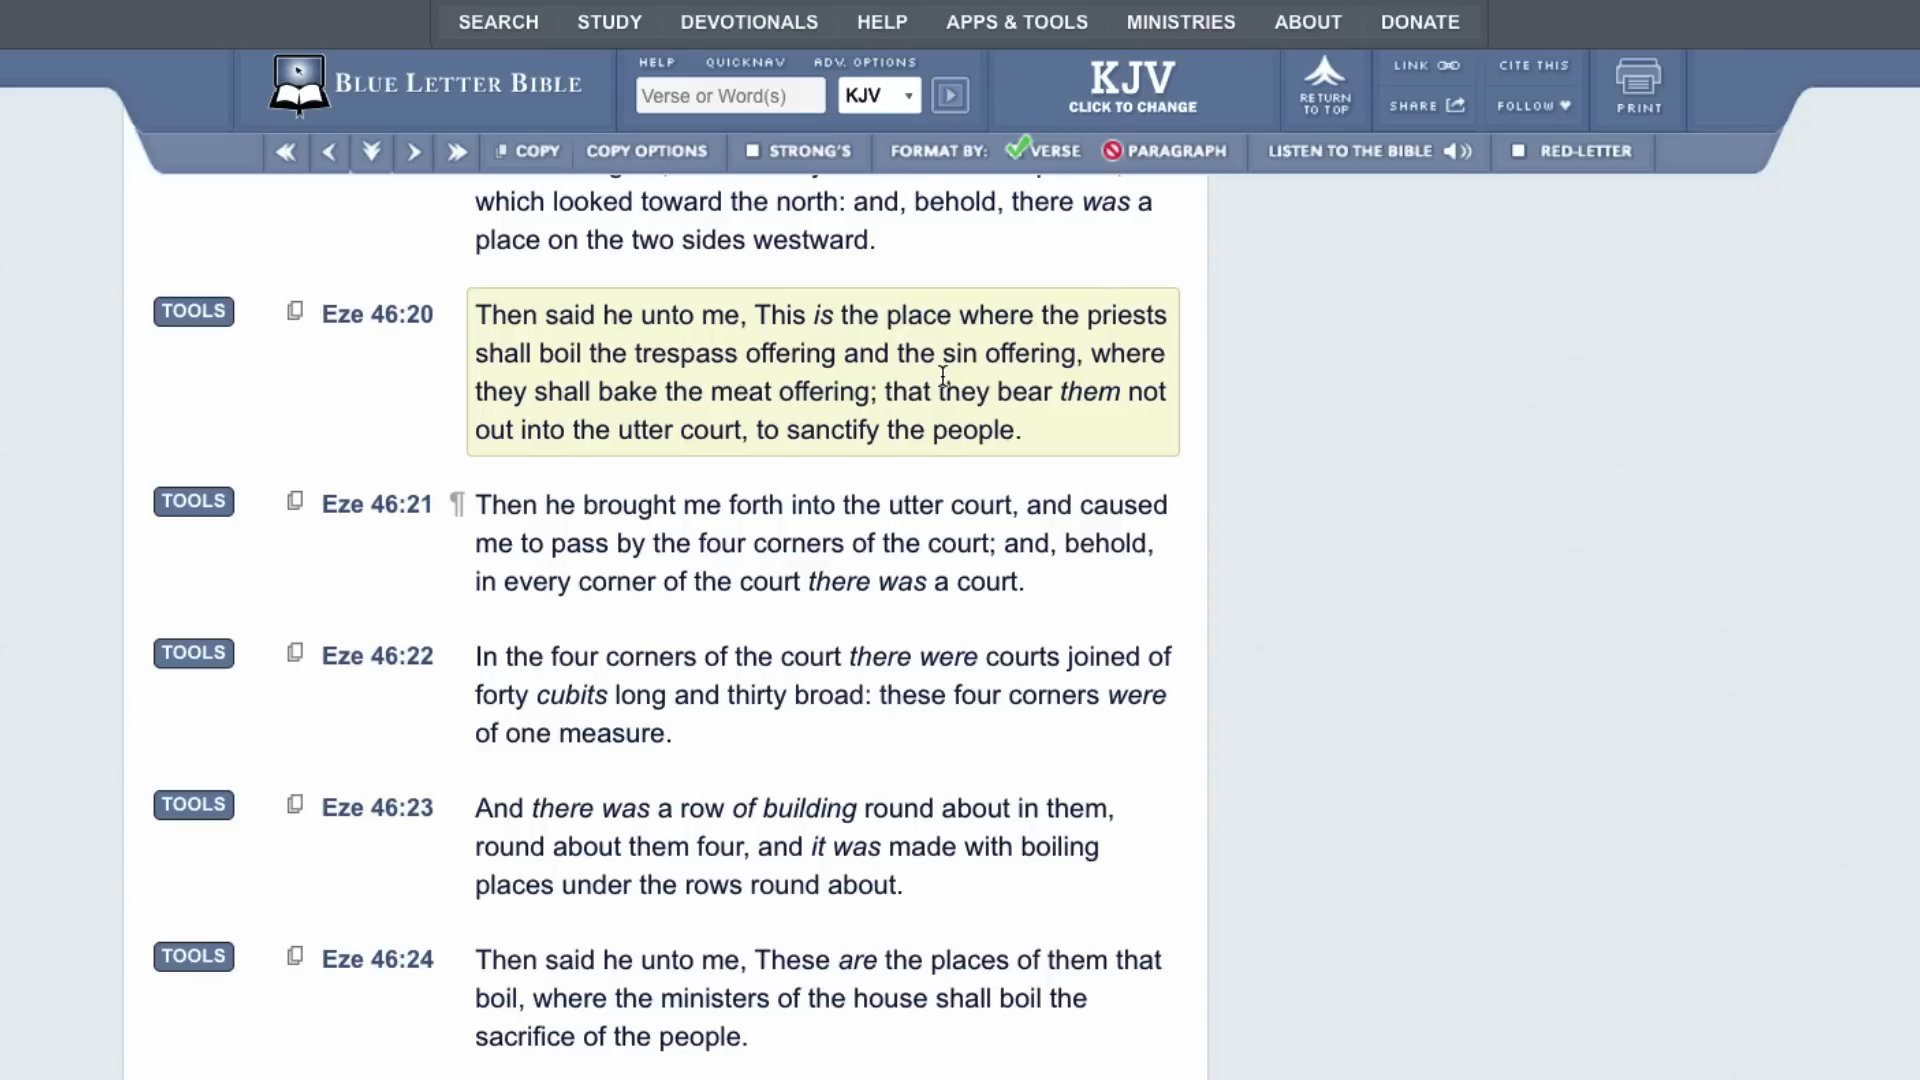 SEARCH STUDY DEVOTIONALS HELP APPS & TOOLS MINISTRIES ABOUT DONATE
BLUE LETTER BIBLE
HELP QUICKNAV ADV. OPTIONS
Verse or Word(s) KJV
KJV
CLICK TO CHANGE
RETURN
TO TOP
LINK
SHARE
CITE THIS
FOLLOW
PRINT
COPY COPY OPTIONS STRONG'S FORMAT BY: VERSE PARAGRAPH LISTEN TO THE BIBLE RED-LETTER
which looked toward the north: and, behold, there was a
place on the two sides westward.
TOOLS Eze 46:20 Then said he unto me, This is the place where the priests
shall boil the trespass offering and the sin offering, where
they shall bake the meat offering; that they bear them not
out into the utter court, to sanctify the people.
TOOLS Eze 46:21 ¶ Then he brought me forth into the utter court, and caused
me to pass by the four corners of the court; and, behold,
in every corner of the court there was a court.
TOOLS Eze 46:22 In the four corners of the court there were courts joined of
forty cubits long and thirty broad: these four corners were
of one measure.
TOOLS Eze 46:23 And there was a row of building round about in them,
round about them four, and it was made with boiling
places under the rows round about.
TOOLS Eze 46:24 Then said he unto me, These are the places of them that
boil, where the ministers of the house shall boil the
sacrifice of the people.